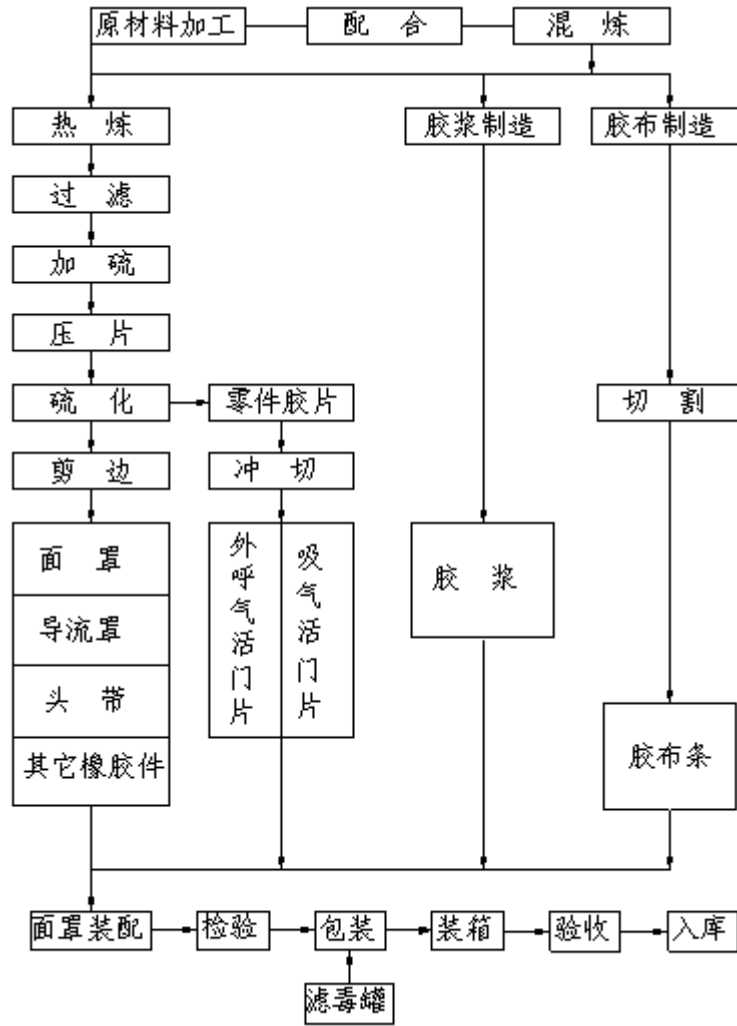 原材料加工 配 合 混 炼
热 炼 胶浆制造 胶布制造
过 滤
加 硫
压 片
硫 化 零件胶片 切 割
剪 边 冲 切
面 罩
导流罩
头 带
其它橡胶件
外呼气活门片
吸气活门片
胶 浆
胶布条
面罩装配 检验 包装 装箱 验收 入库
滤毒罐